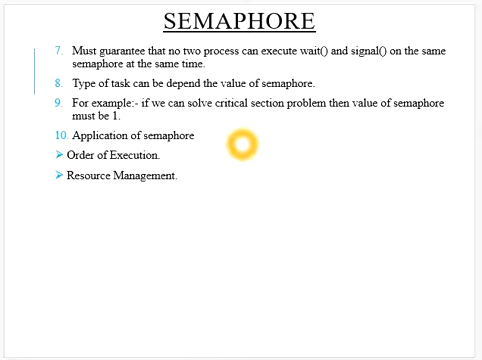 SEMAPHORE
7. Must guarantee that no two process can execute wait() and signal() on the same
semaphore at the same time.
8. Type of task can be depend the value of semaphore.
9. For example:- if we can solve critical section problem then value of semaphore
must be 1.
10. Application of semaphore
➢ Order of Execution.
➢ Resource Management.